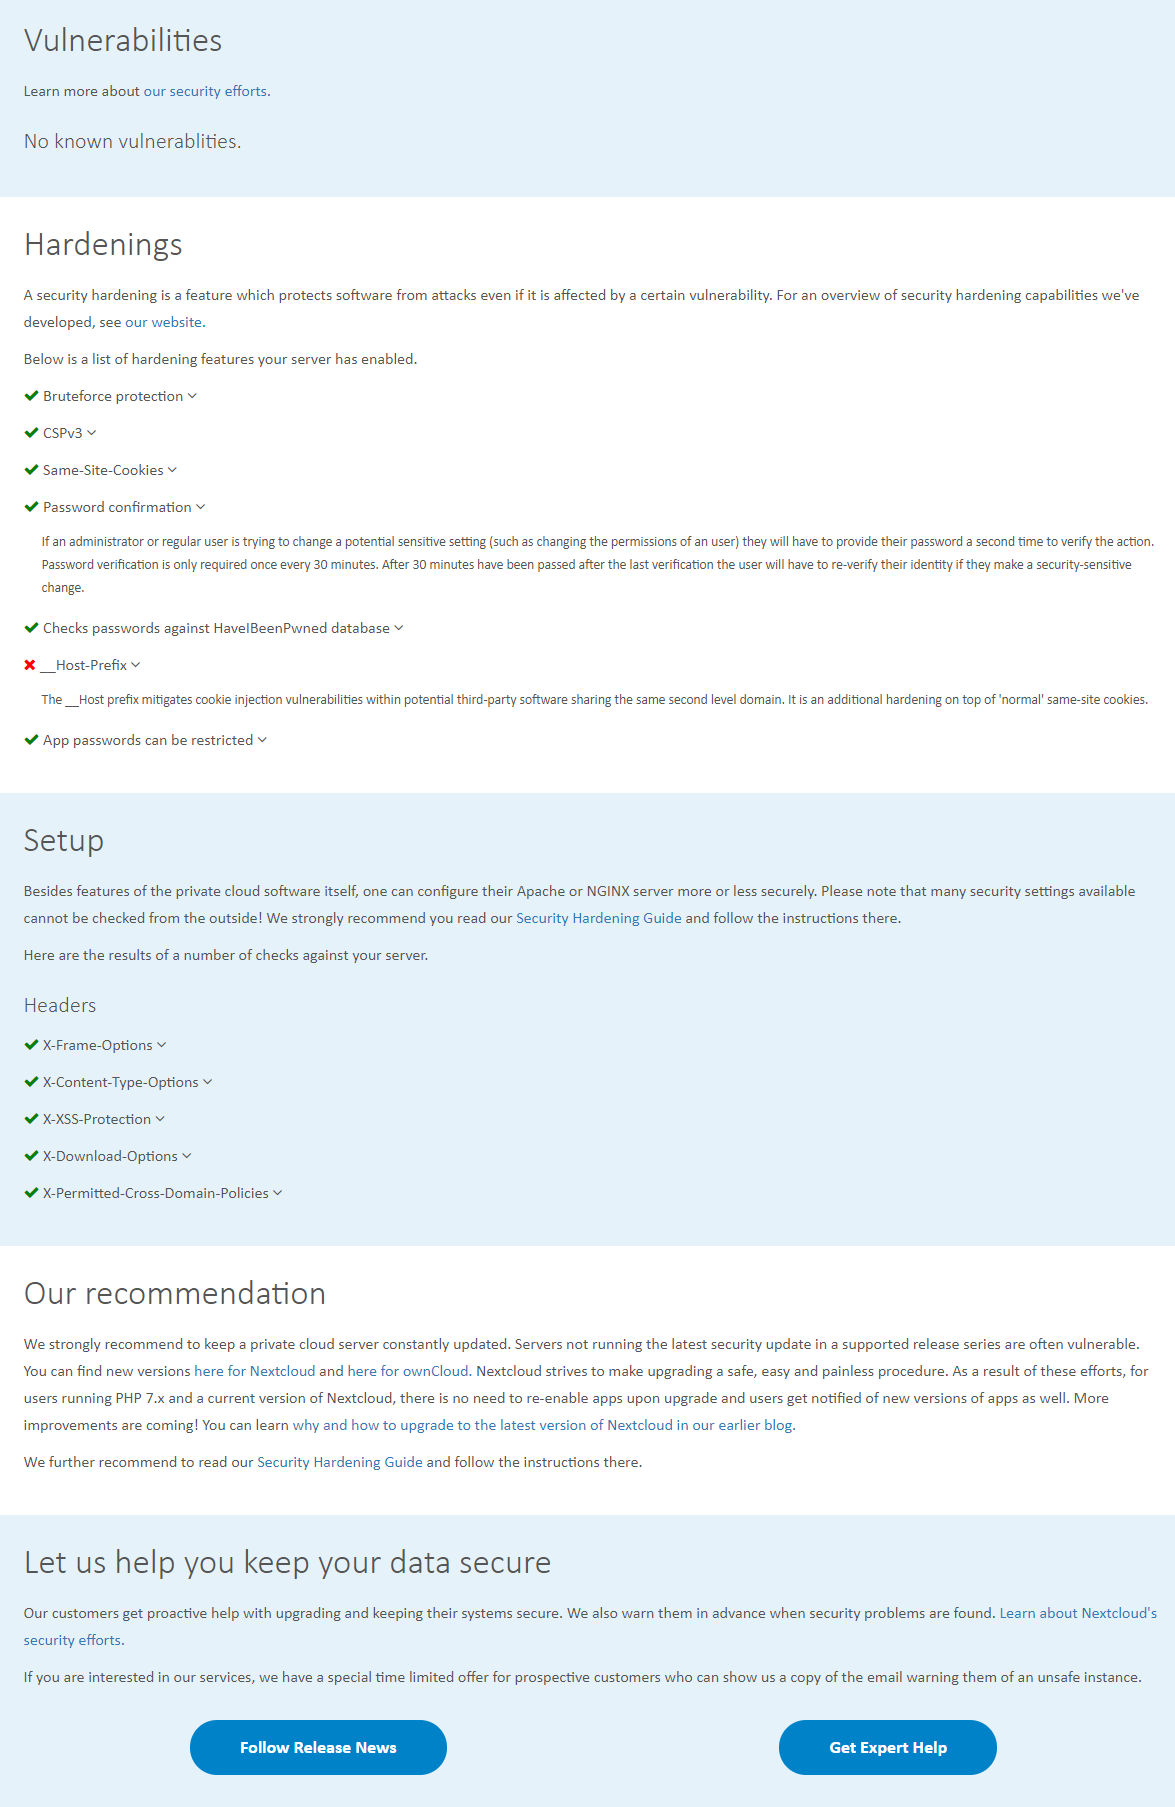 Vulnerabilities
Learn more about our security efforts.
No known vulnerablities.
Hardenings
A security hardening is a feature which protects software from attacks even if it is affected by a certain vulnerability. For an overview of security hardening capabilities we've
developed, see our website.
Below is a list of hardening features your server has enabled.
Bruteforce protection
CSPv3
Same-Site-Cookies
Password confirmation
If an administrator or regular user is trying to change a potential sensitive setting (such as changing the permissions of an user) they will have to provide their password a second time to verify the action.
Password verification is only required once every 30 minutes. After 30 minutes have been passed after the last verification the user will have to re-verify their identity if they make a security-sensitive
change.
Checks passwords against HaveIBeenPwned database
__Host-Prefix
The __Host prefix mitigates cookie injection vulnerabilities within potential third-party software sharing the same second level domain. It is an additional hardening on top of 'normal' same-site cookies.
App passwords can be restricted
Setup
Besides features of the private cloud software itself, one can configure their Apache or NGINX server more or less securely. Please note that many security settings available
cannot be checked from the outside! We strongly recommend you read our Security Hardening Guide and follow the instructions there.
Here are the results of a number of checks against your server.
Headers
X-Frame-Options
X-Content-Type-Options
X-XSS-Protection
X-Download-Options
X-Permitted-Cross-Domain-Policies
Our recommendation
We strongly recommend to keep a private cloud server constantly updated. Servers not running the latest security update in a supported release series are often vulnerable.
You can find new versions here for Nextcloud and here for ownCloud. Nextcloud strives to make upgrading a safe, easy and painless procedure. As a result of these efforts, for
users running PHP 7.x and a current version of Nextcloud, there is no need to re-enable apps upon upgrade and users get notified of new versions of apps as well. More
improvements are coming! You can learn why and how to upgrade to the latest version of Nextcloud in our earlier blog.
We further recommend to read our Security Hardening Guide and follow the instructions there.
Let us help you keep your data secure
Our customers get proactive help with upgrading and keeping their systems secure. We also warn them in advance when security problems are found. Learn about Nextcloud's
security efforts.
If you are interested in our services, we have a special time limited offer for prospective customers who can show us a copy of the email warning them of an unsafe instance.
Follow Release News
Get Expert Help